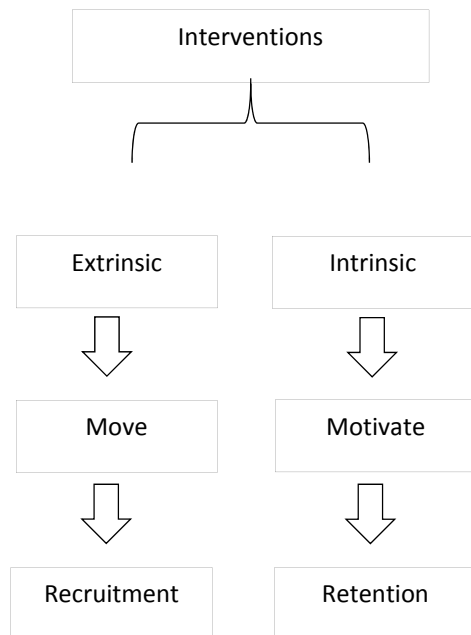 Interventions
Extrinsic
Intrinsic
Move
Motivate
Recruitment
Retention